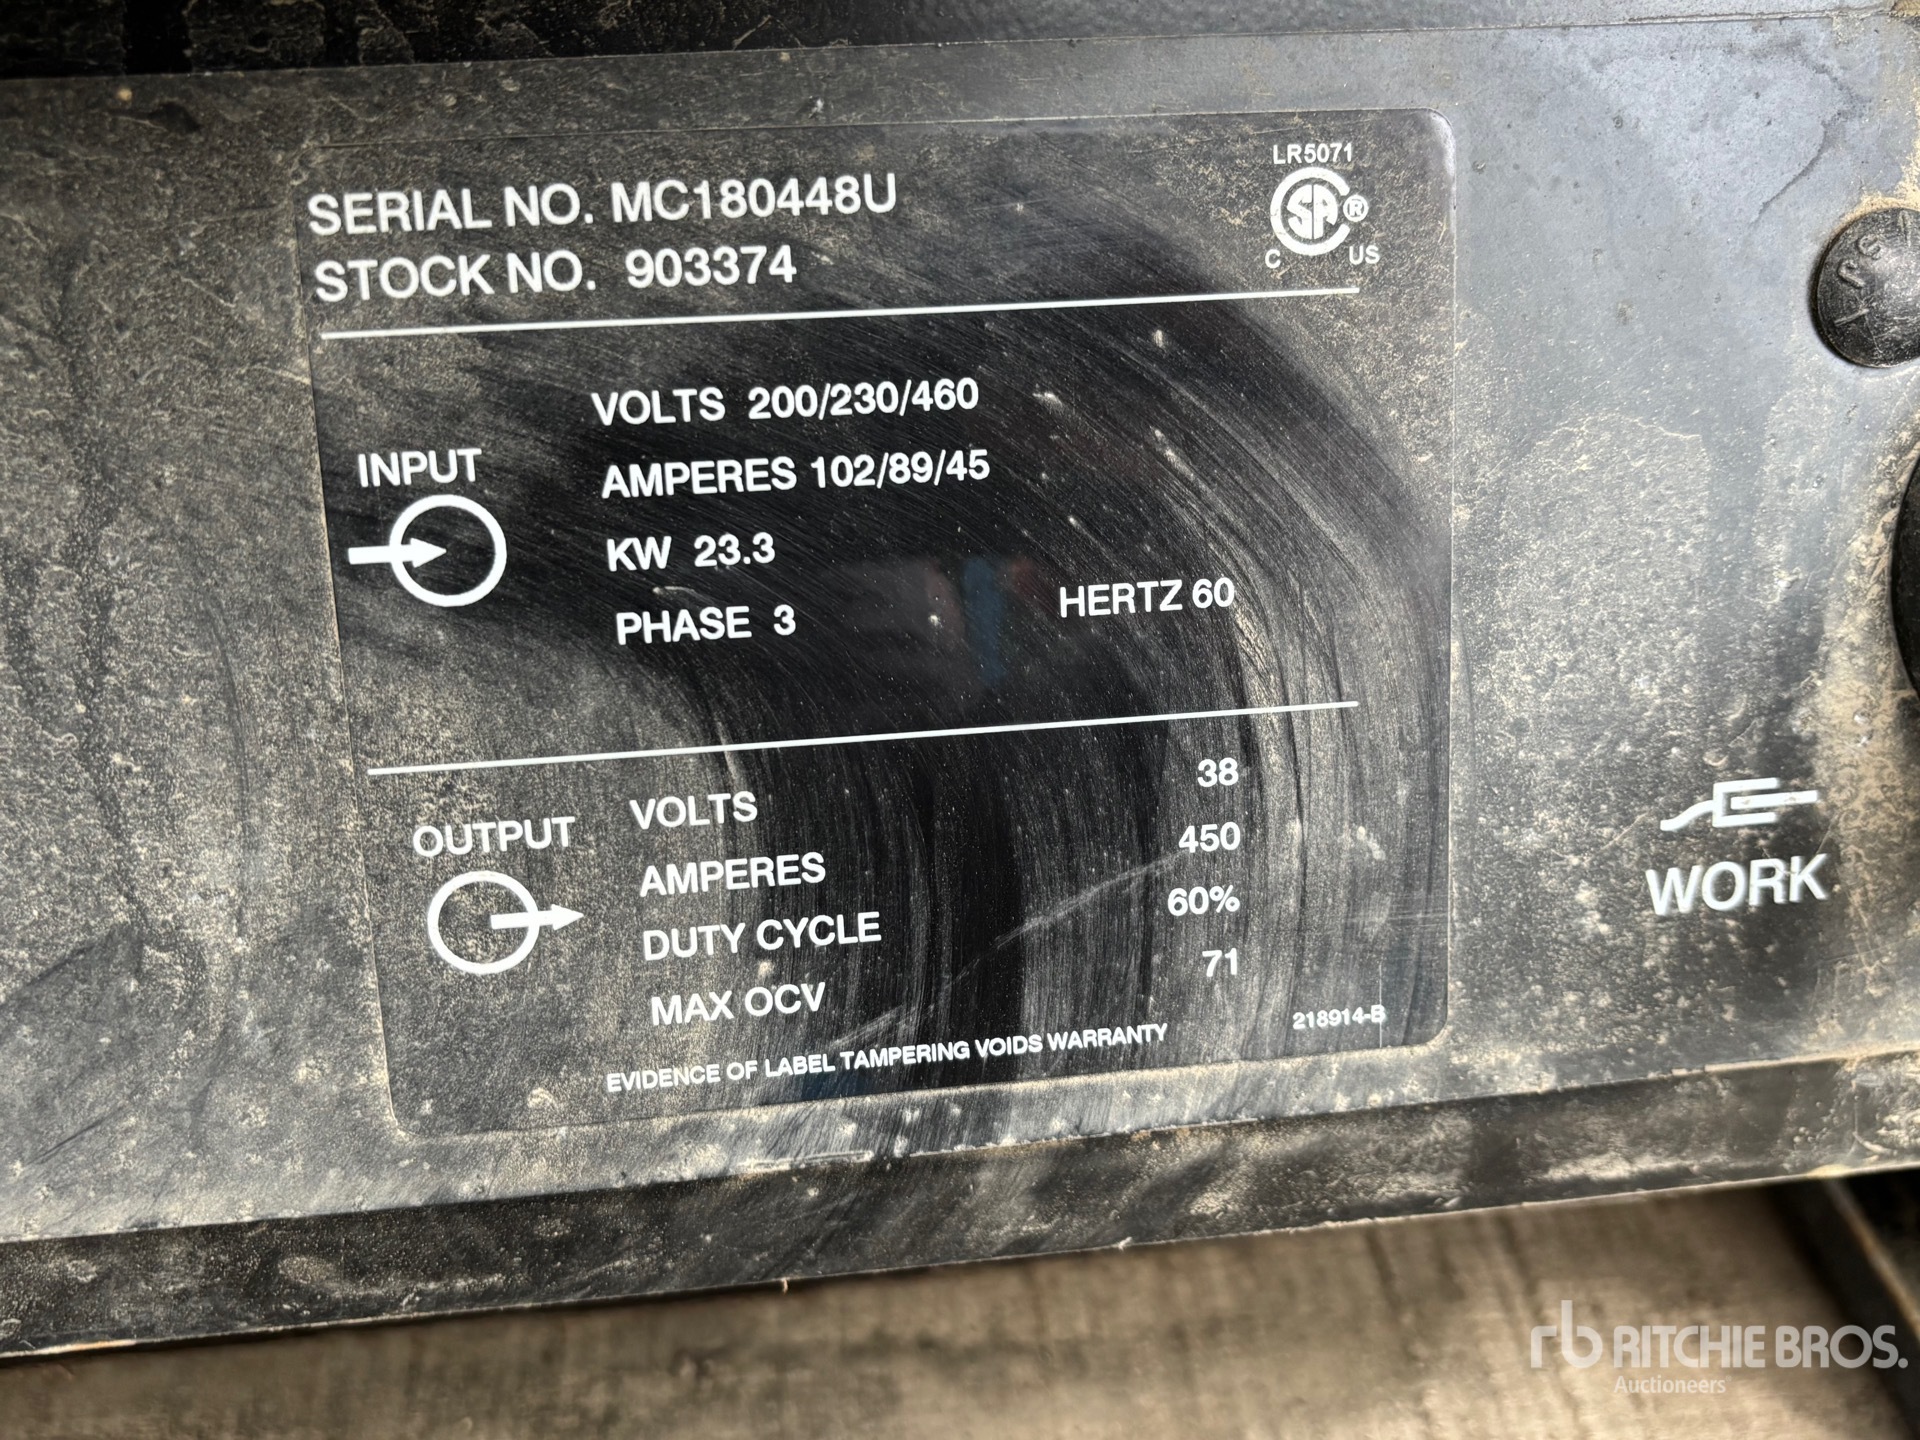 LR5071
SERIAL NO. MC180448U
CSA®
C US
STOCK NO. 903374
VOLTS 200/230/460
INPUT
AMPERES 102/89/45
KW 23.3
PHASE 3 HERTZ 60
OUTPUT
VOLTS 38
AMPERES 450
DUTY CYCLE 60%
MAX OCV 71
EVIDENCE OF LABEL TAMPERING VOIDS WARRANTY
218914-B
WORK
rb RITCHIE BROS.
Auctioneers